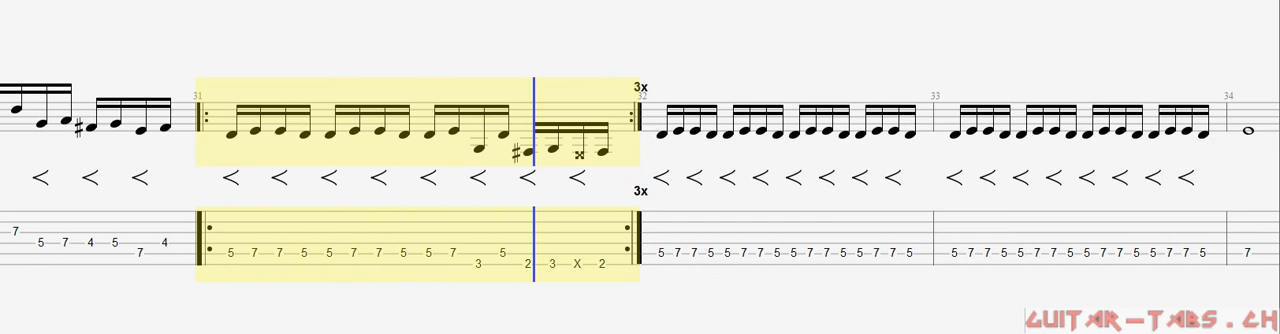 3x
31 32 33 34
3x
7
5 7 4 5 4
7 5 7 7 5 5 7 7 5 5 7 5 5 7 7 5 5 7 7 5 5 7 7 5 5 7 7 5 5 7 7 5 5 7 7 5 5 7 7 5 5 7 7 5 7
3 2 3 X 2
GUITAR-TABS.CH